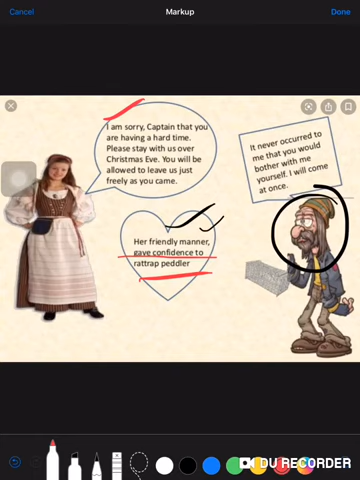 Cancel
Markup
Done
I am sorry, Captain that you
are having a hard time.
Please stay with us over
Christmas Eve. You will be
allowed to leave us just
freely as you came.
It never occurred to
me that you would
bother with me
yourself. I will come
at once.
Her friendly manner,
gave confidence to
rattrap peddler
DU RECORDER